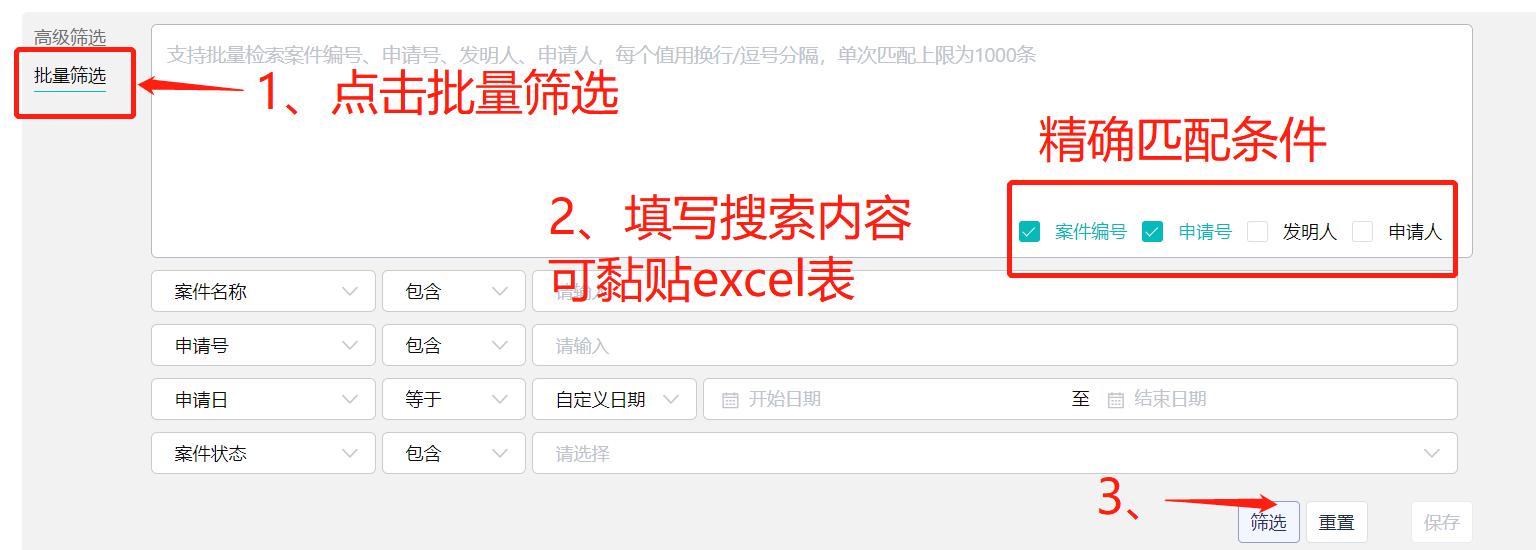 高级筛选
批量筛选
支持批量检索案件编号、申请号、发明人、申请人，每个值用换行/逗号分隔，单次匹配上限为1000条
1、点击批量筛选
精确匹配条件
2、填写搜索内容
可黏贴excel表
案件编号 申请号 发明人 申请人
案件名称 包含 请输入
申请号 包含 请输入
申请日 等于 自定义日期 开始日期 至 结束日期
案件状态 包含 请选择
3、
筛选 重置 保存